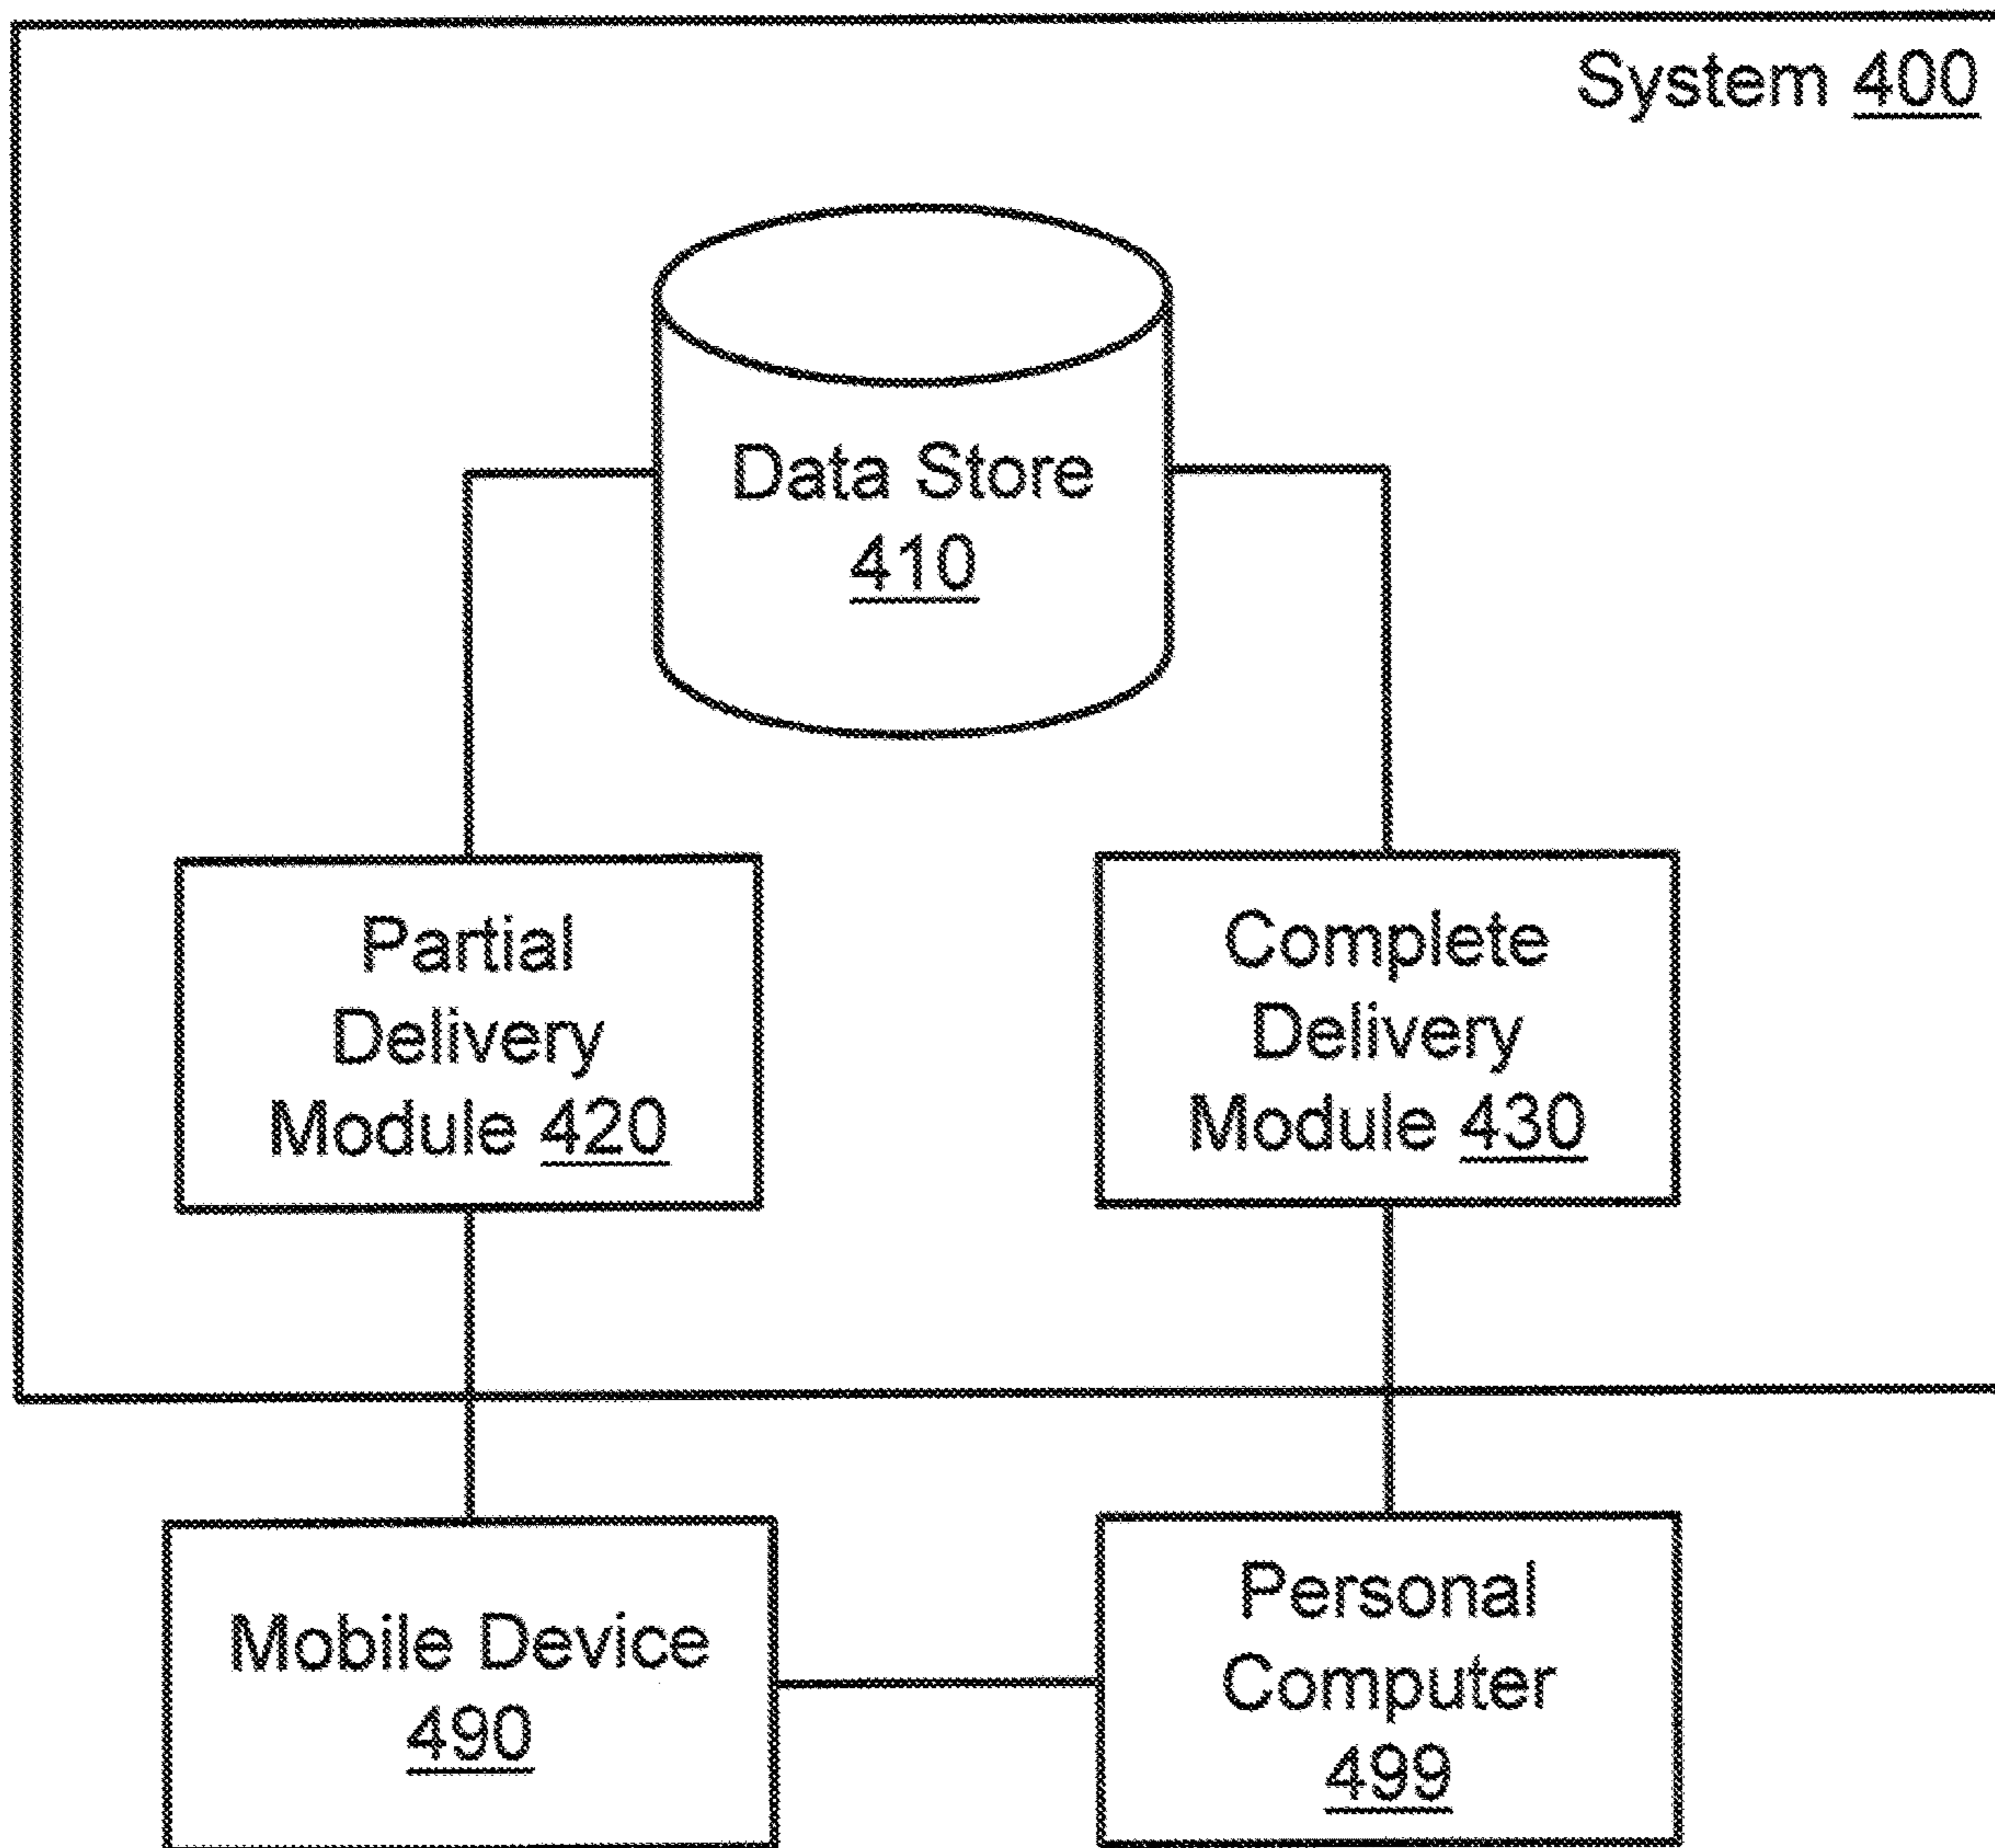 System 400
Data Store
410
Partial
Delivery
Module 420
Complete
Delivery
Module 430
Mobile Device
490
Personal
Computer
499